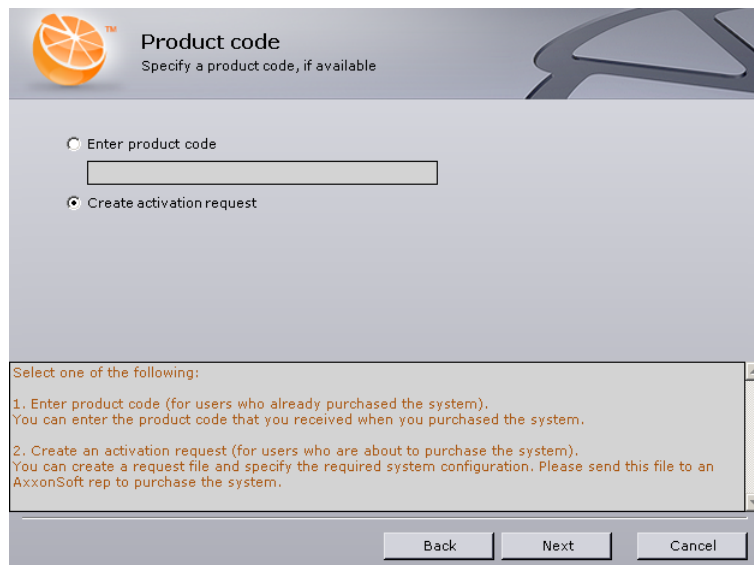 TM
Product code
Specify a product code, if available
Enter product code
Create activation request
Select one of the following:
1. Enter product code (for users who already purchased the system).
You can enter the product code that you received when you purchased the system.
2. Create an activation request (for users who are about to purchase the system).
You can create a request file and specify the required system configuration. Please send this file to an
AxxonSoft rep to purchase the system.
Back
Next
Cancel